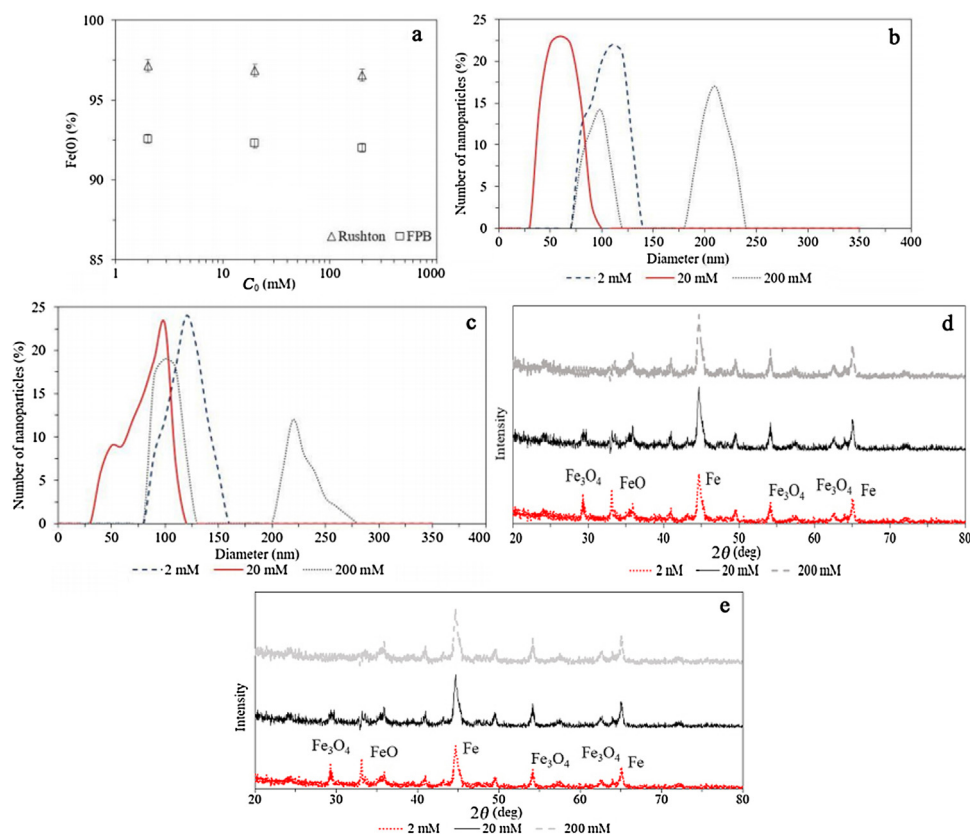 a
100
95
90
85
Fe(0) (%)
△ Rushton □ FPB
1 10 100 1000
C₀ (mM)
b
25
20
15
10
5
0
Number of nanoparticles (%)
0 50 100 150 200 250 300 350 400
Diameter (nm)
2 mM 20 mM 200 mM
c
25
20
15
10
5
0
Number of nanoparticles (%)
0 50 100 150 200 250 300 350 400
Diameter (nm)
2 mM 20 mM 200 mM
d
Intensity
Fe₃O₄ FeO Fe Fe₃O₄ Fe₃O₄ Fe
20 30 40 50 60 70 80
2θ (deg)
2 nM 20 mM 200 mM
e
Intensity
Fe₃O₄ FeO Fe Fe₃O₄ Fe₃O₄ Fe
20 30 40 50 60 70 80
2θ (deg)
2 mM 20 mM 200 mM